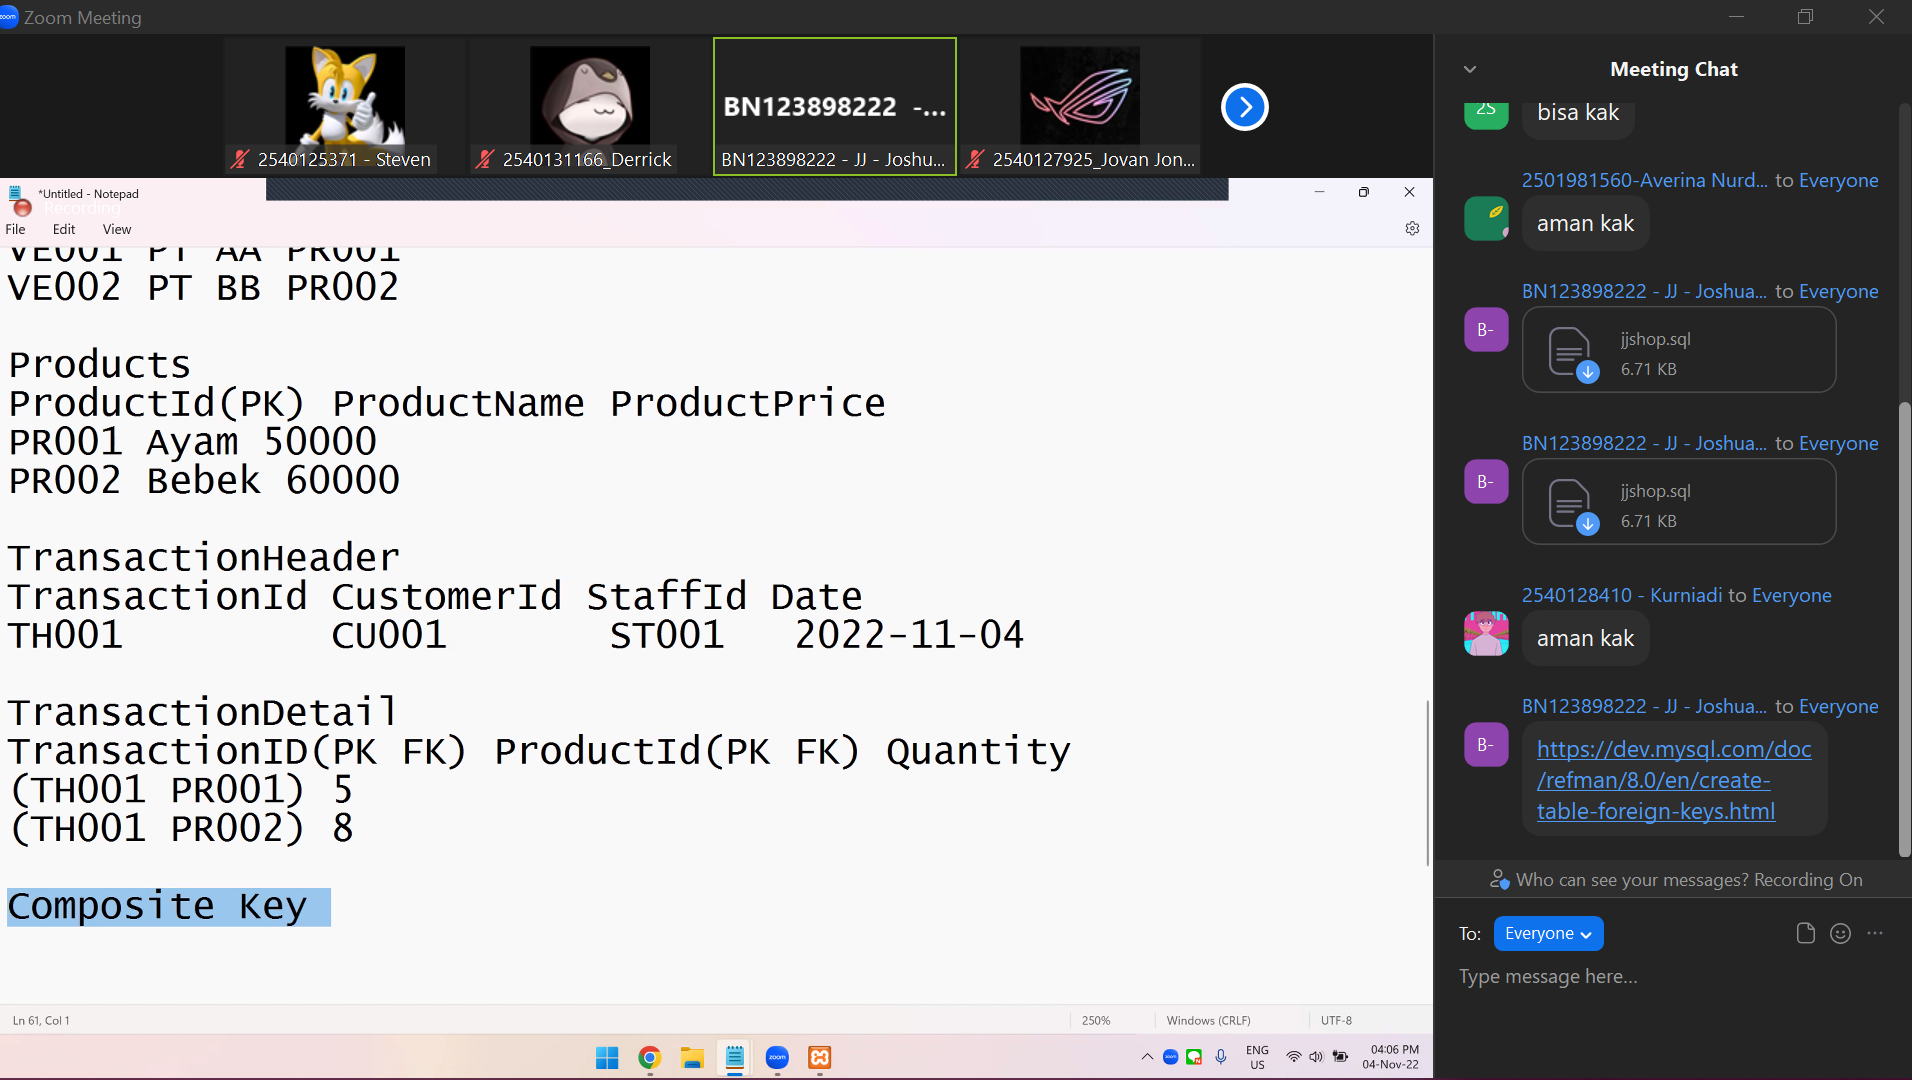 Zoom Meeting
2540125371 - Steven
2540131166_Derrick
BN123898222 -...
BN123898222 - JJ - Joshu...
2540127925_Jovan Jon...
*Untitled - Notepad
Recording
File Edit View
VE001 PT AA PR001
VE002 PT BB PR002
Products
ProductId(PK) ProductName ProductPrice
PR001 Ayam 50000
PR002 Bebek 60000
TransactionHeader
TransactionId CustomerId StaffId Date
TH001 CU001 ST001 2022-11-04
TransactionDetail
TransactionID(PK FK) ProductId(PK FK) Quantity
(TH001 PR001) 5
(TH001 PR002) 8
Composite Key
Ln 61, Col 1
250%
Windows (CRLF)
UTF-8
zoom
ENG
US
04:06 PM
04-Nov-22
Meeting Chat
2S
bisa kak
2501981560-Averina Nurd... to Everyone
aman kak
BN123898222 - JJ - Joshua... to Everyone
B-
jjshop.sql
6.71 KB
BN123898222 - JJ - Joshua... to Everyone
B-
jjshop.sql
6.71 KB
2540128410 - Kurniadi to Everyone
aman kak
BN123898222 - JJ - Joshua... to Everyone
B-
https://dev.mysql.com/doc
/refman/8.0/en/create-
table-foreign-keys.html
Who can see your messages? Recording On
To: Everyone
Type message here...